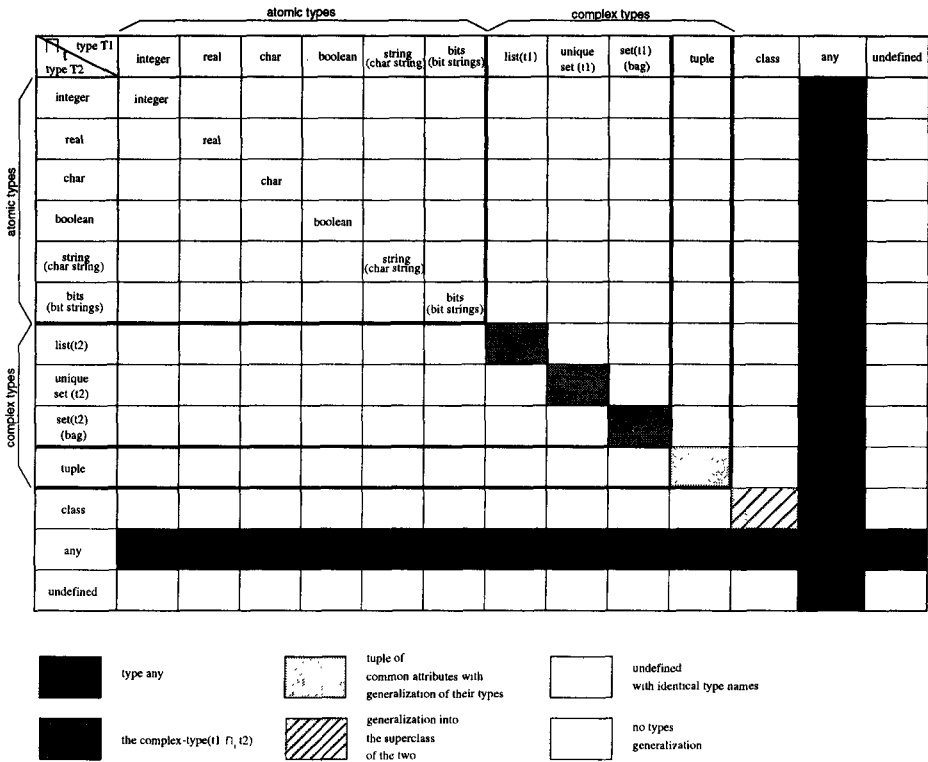 atomic types
complex types
type T1
type T2
integer
real
char
boolean
string
(char string)
bits
(bit strings)
list(t1)
unique
set (t1)
set(t1)
(bag)
tuple
class
any
undefined
atomic types
complex types
integer
integer
real
real
char
char
boolean
boolean
string
(char string)
string
(char string)
bits
(bit strings)
bits
(bit strings)
list(t2)
unique
set (t2)
set(t2)
(bag)
tuple
class
any
undefined
type any
tuple of
common attributes with
generalization of their types
undefined
with identical type names
the complex-type(t1 ⊓t t2)
generalization into
the superclass
of the two
no types
generalization